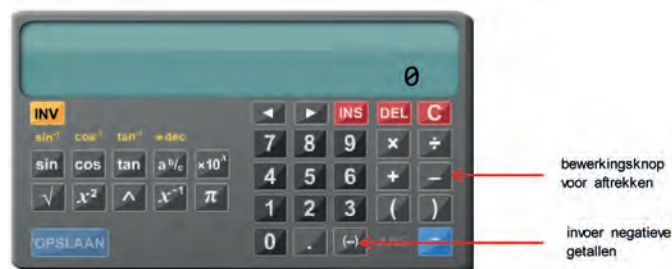 0
INV
◄ ► INS DEL C
sin⁻¹ cos⁻¹ tan⁻¹ →dec
7 8 9 × ÷
sin cos tan a b/c ×10ˣ
4 5 6 + −
bewerkingsknop
voor aftrekken
√ x² ^ x⁻¹ π
1 2 3 ( )
OPSLAAN
0 . (−) ANS =
invoer negatieve
getallen